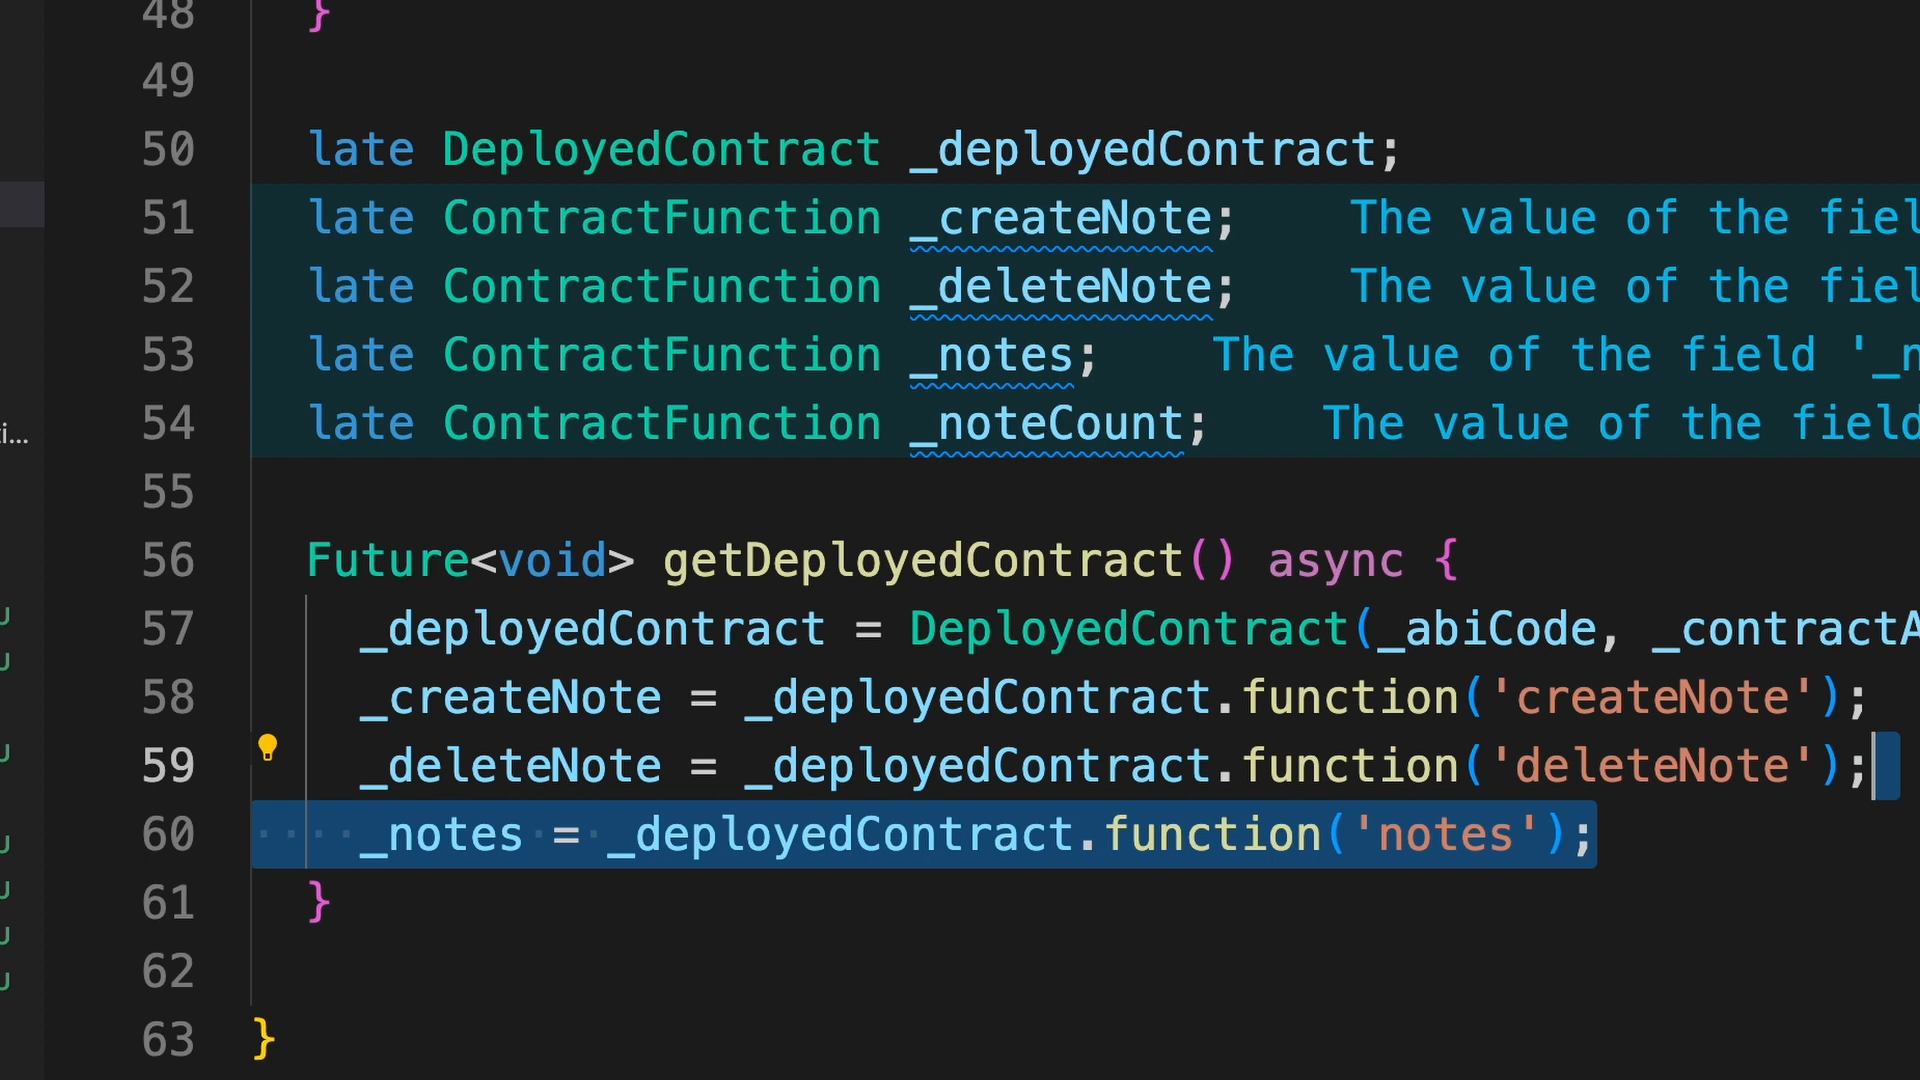 48 }
49
50 late DeployedContract _deployedContract;
51 late ContractFunction _createNote; The value of the fiel
52 late ContractFunction _deleteNote; The value of the fiel
53 late ContractFunction _notes; The value of the field '_n
54 late ContractFunction _noteCount; The value of the field
i...
55
56 Future<void> getDeployedContract() async {
57 _deployedContract = DeployedContract(_abiCode, _contractA
58 _createNote = _deployedContract.function('createNote');
59 _deleteNote = _deployedContract.function('deleteNote');
60 _notes = _deployedContract.function('notes');
61 }
62
63 }